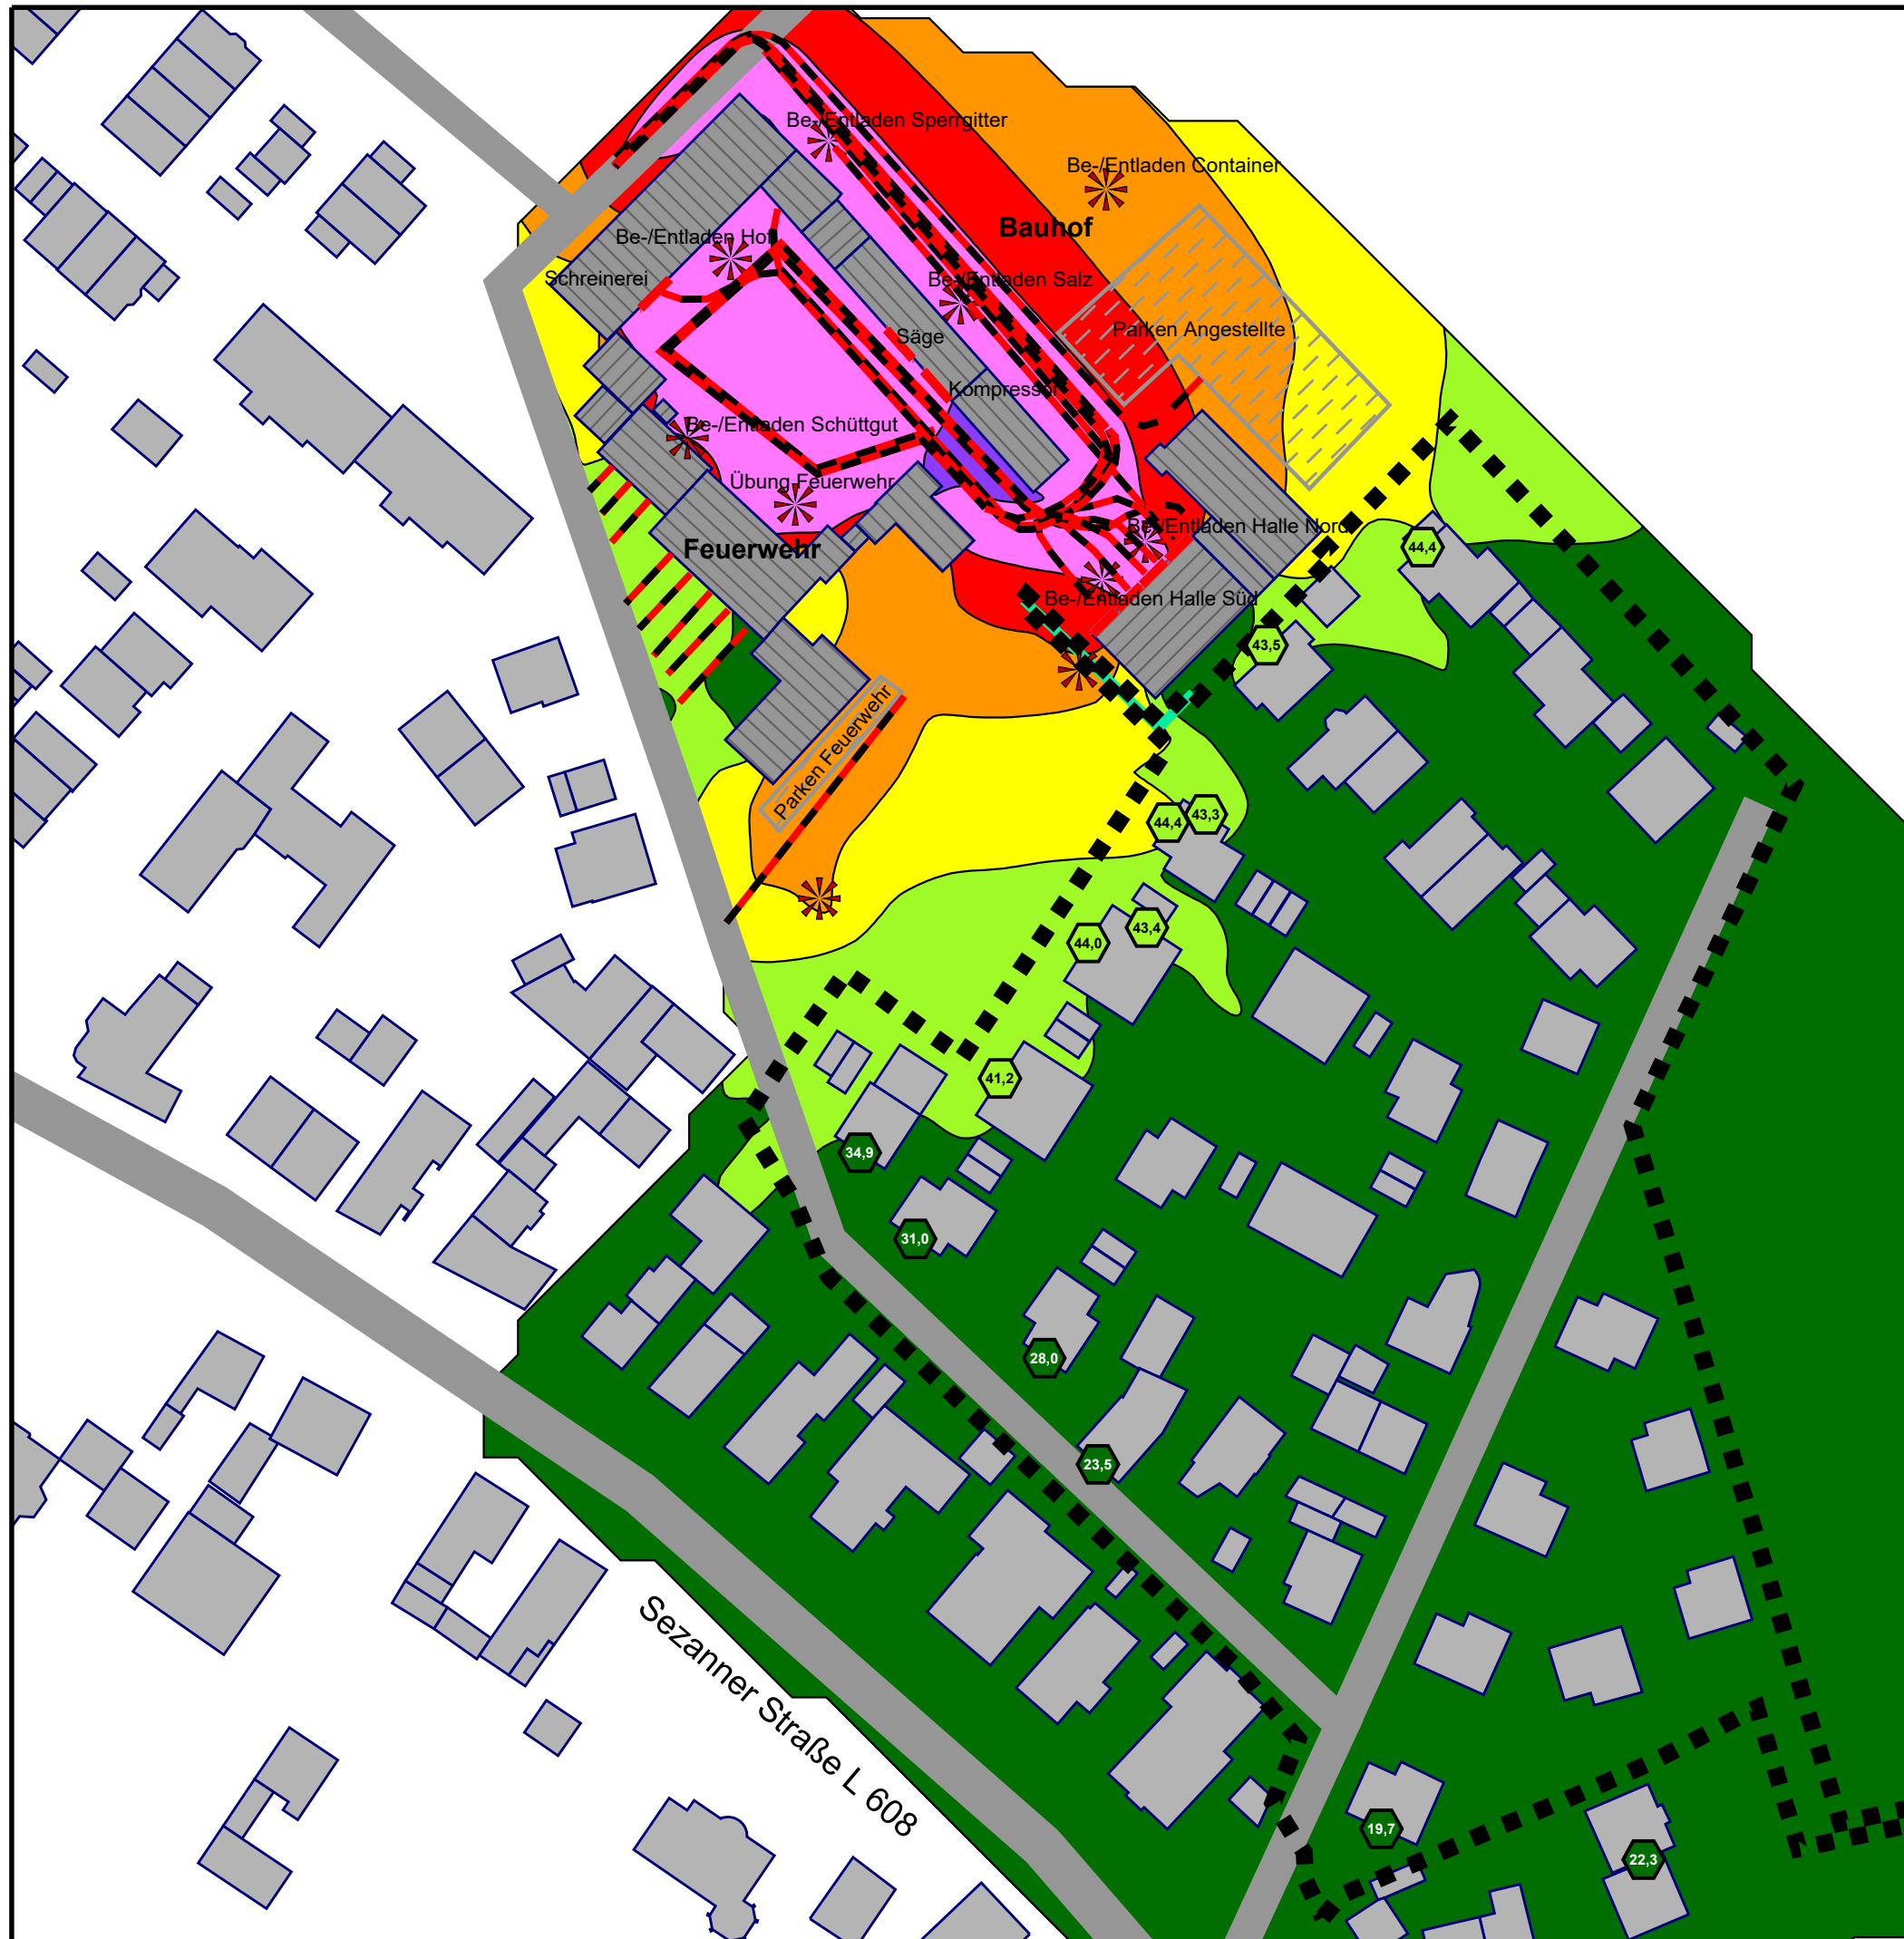 Be-/Entladen Sperrgitter
Be-/Entladen Container
Bauhof
Be-/Entladen Hof
Schreinerei
Be-/Entladen Salz
Parken Angestellte
Säge
Kompressor
Be-/Entladen Schüttgut
Übung Feuerwehr
Be-/Entladen Halle Nord
Feuerwehr
44,4
Be-/Entladen Halle Süd
43,5
Parken Feuerwehr
43,3
44,4
43,4
44,0
41,2
34,9
31,0
28,0
23,5
Sezanner Straße L 608
19,7
22,3